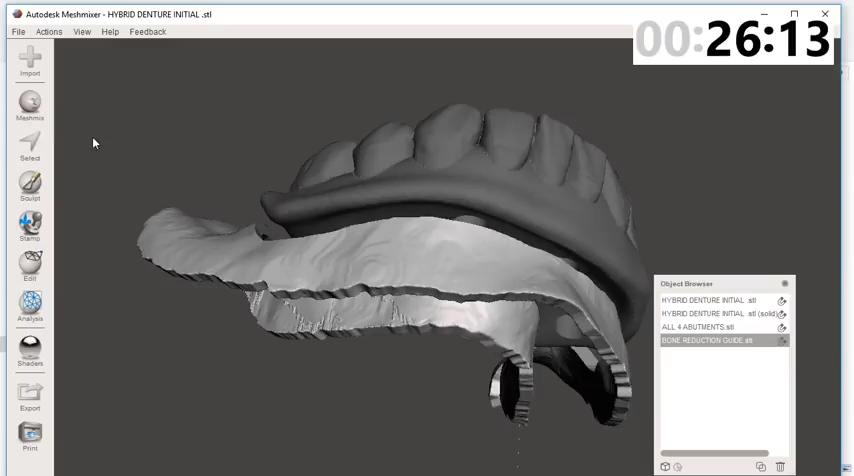 Autodesk Meshmixer - HYBRID DENTURE INITIAL .stl
00:26:13
File Actions View Help Feedback
Import
Meshmix
Select
Sculpt
Stamp
Edit
Analysis
Shaders
Export
Print
Object Browser
HYBRID DENTURE INITIAL .stl
HYBRID DENTURE INITIAL .stl (solid)
ALL 4 ABUTMENTS.stl
BONE REDUCTION GUIDE.stl